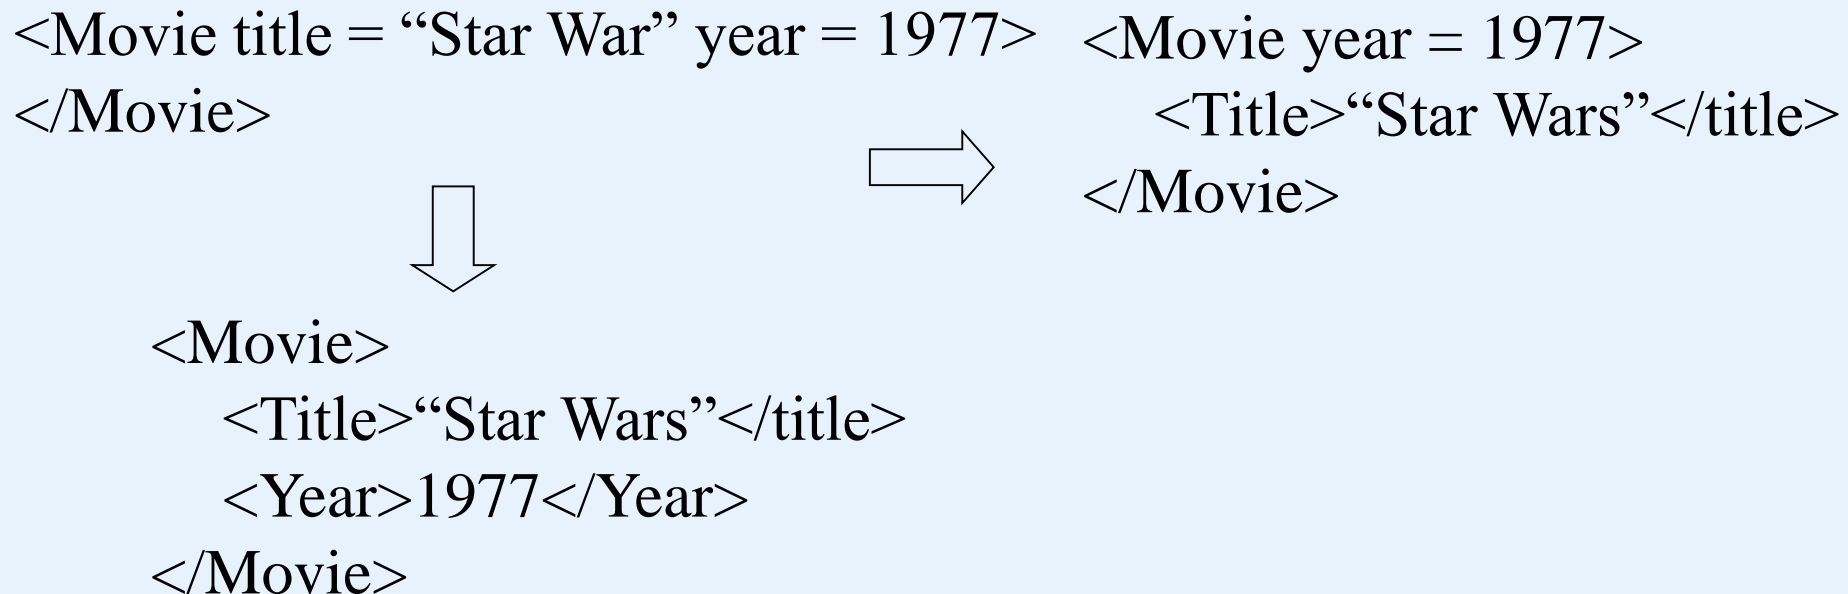 <Movie title = “Star War” year = 1977>
</Movie>
<Movie year = 1977>
<Title>“Star Wars”</title>
</Movie>
<Movie>
<Title>“Star Wars”</title>
<Year>1977</Year>
</Movie>